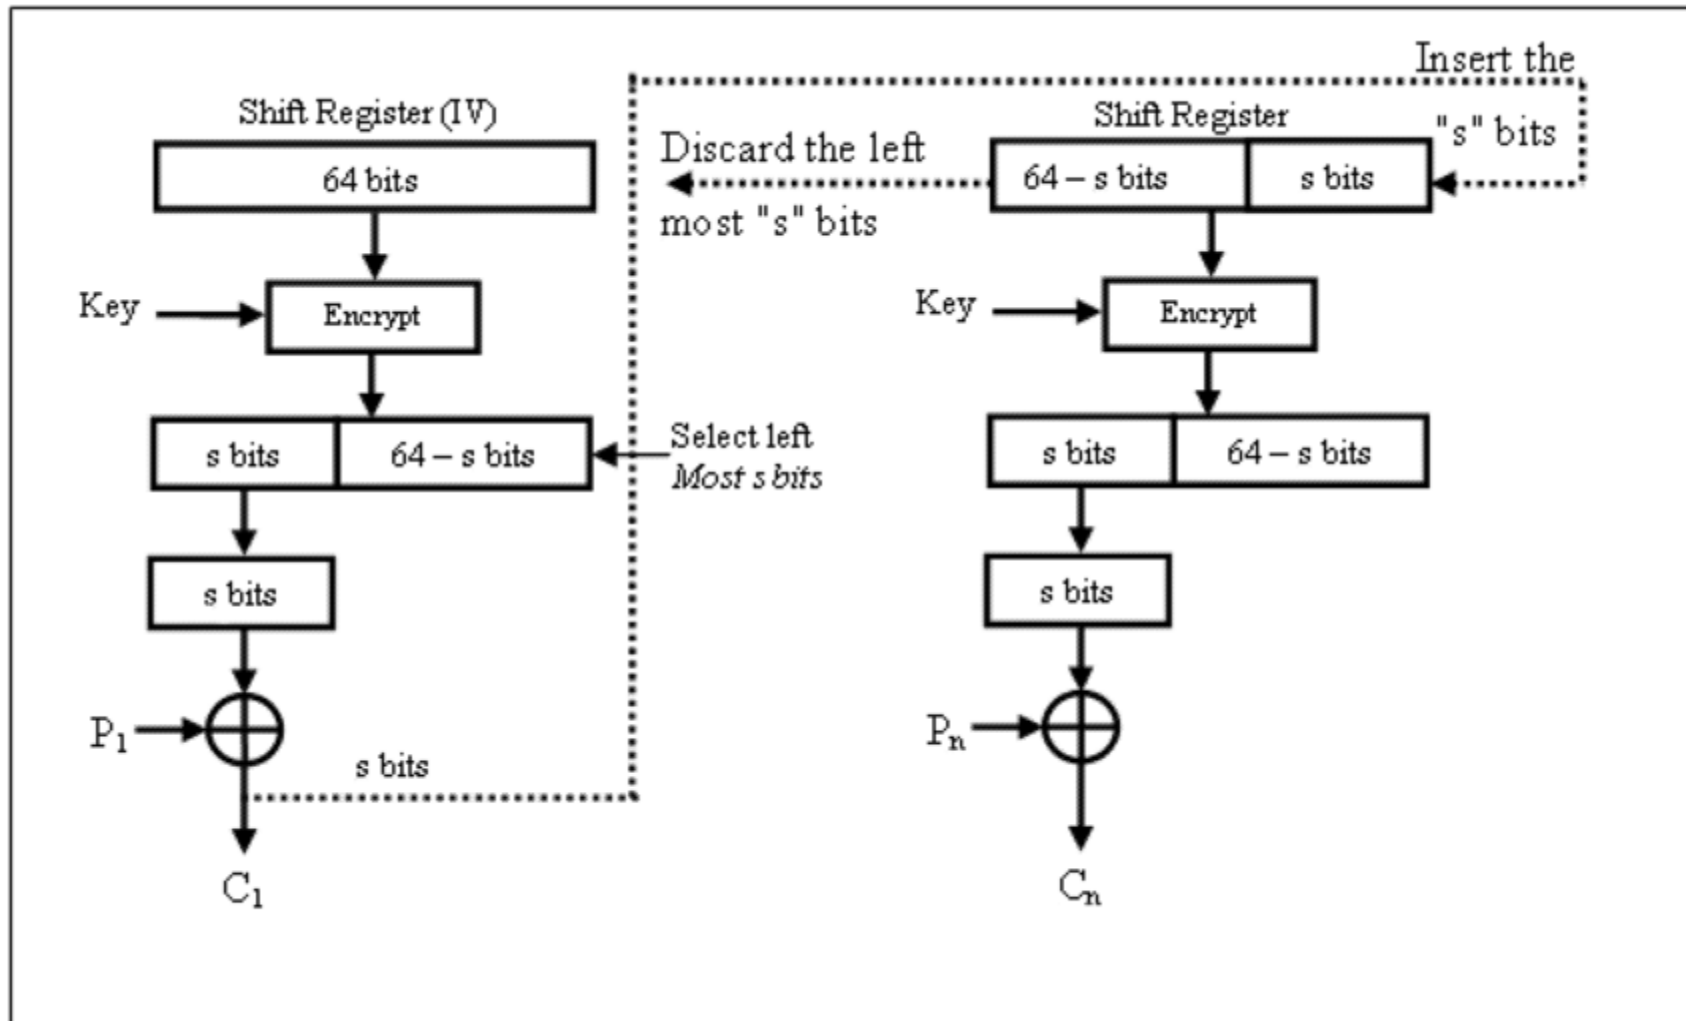 Insert the
"s" bits
Shift Register (IV)
64 bits
Discard the left
most "s" bits
Shift Register
64 – s bits
s bits
Key
Encrypt
Key
Encrypt
s bits
64 – s bits
Select left
Most s bits
s bits
64 – s bits
s bits
s bits
P1
s bits
Pn
C1
Cn